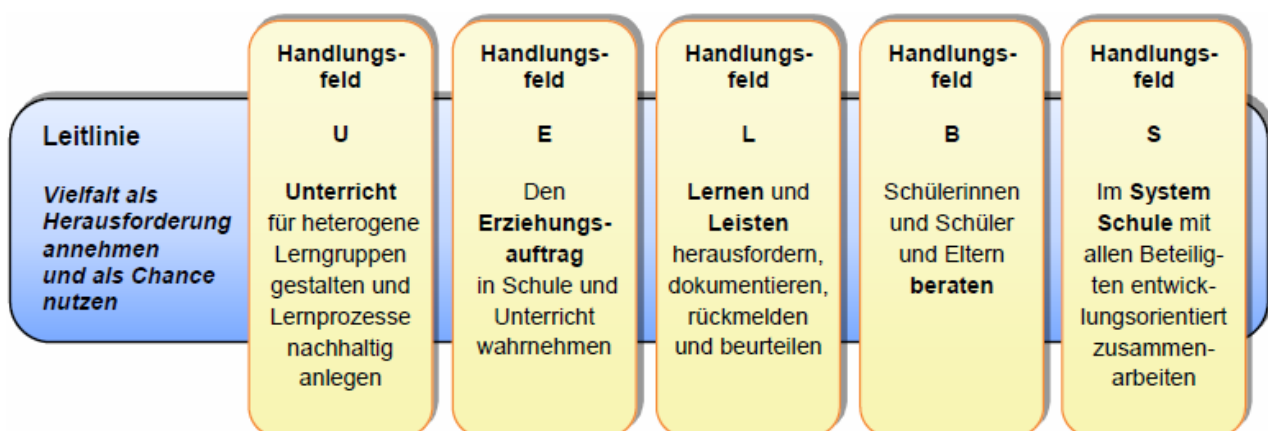 Leitlinie
Vielfalt als
Herausforderung
annehmen
und als Chance
nutzen
Handlungs-
feld
U
Unterricht
für heterogene
Lerngruppen
gestalten und
Lernprozesse
nachhaltig
anlegen
Handlungs-
feld
E
Den
Erziehungs-
auftrag
in Schule und
Unterricht
wahrnehmen
Handlungs-
feld
L
Lernen und
Leisten
herausfordern,
dokumentieren,
rückmelden
und beurteilen
Handlungs-
feld
B
Schülerinnen
und Schüler
und Eltern
beraten
Handlungs-
feld
S
Im System
Schule mit
allen Beteilig-
ten entwick-
lungsorientiert
zusammen-
arbeiten